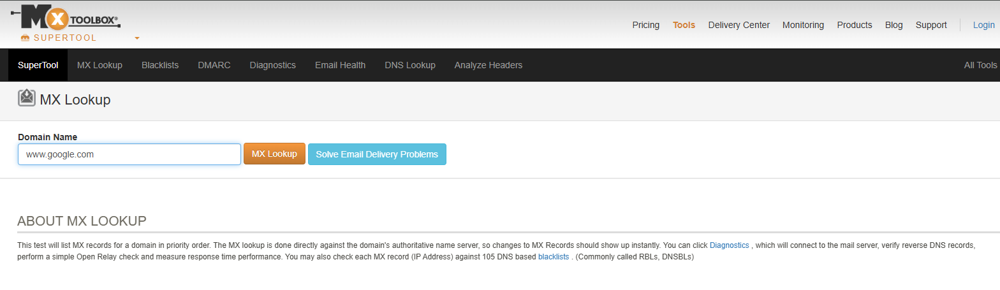 MX TOOLBOX®
SUPERTOOL
Pricing Tools Delivery Center Monitoring Products Blog Support Login
SuperTool MX Lookup Blacklists DMARC Diagnostics Email Health DNS Lookup Analyze Headers All Tools
MX Lookup
Domain Name
www.google.com MX Lookup Solve Email Delivery Problems
ABOUT MX LOOKUP
This test will list MX records for a domain in priority order. The MX lookup is done directly against the domain's authoritative name server, so changes to MX Records should show up instantly. You can click Diagnostics , which will connect to the mail server, verify reverse DNS records,
perform a simple Open Relay check and measure response time performance. You may also check each MX record (IP Address) against 105 DNS based blacklists . (Commonly called RBLs, DNSBLs)